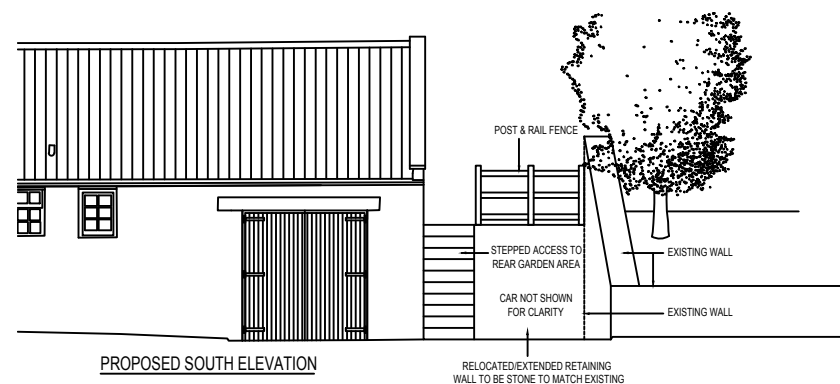 POST & RAIL FENCE
STEPPED ACCESS TO
REAR GARDEN AREA
EXISTING WALL
CAR NOT SHOWN
FOR CLARITY
EXISTING WALL
PROPOSED SOUTH ELEVATION
RELOCATED/EXTENDED RETAINING
WALL TO BE STONE TO MATCH EXISTING